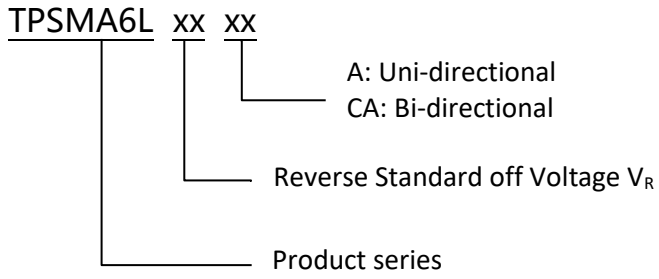 TPSMA6L xx xx
A: Uni-directional
CA: Bi-directional
Reverse Standard off Voltage VR
Product series